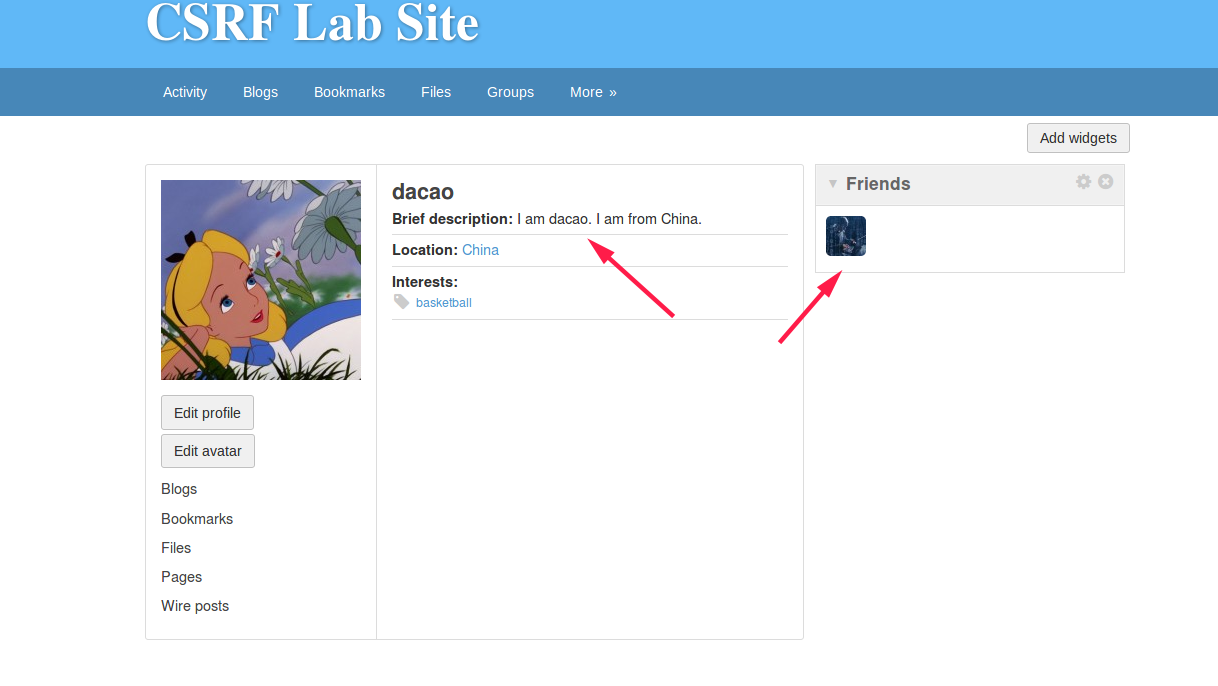 CSRF Lab Site
Activity Blogs Bookmarks Files Groups More »
Add widgets
dacao
Brief description: I am dacao. I am from China.
Location: China
Interests:
basketball
Edit profile
Edit avatar
Blogs
Bookmarks
Files
Pages
Wire posts
Friends